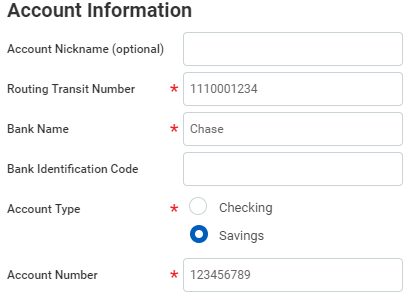 Account Information
Account Nickname (optional)
Routing Transit Number * 1110001234
Bank Name * Chase
Bank Identification Code
Account Type * Checking
Savings
Account Number * 123456789